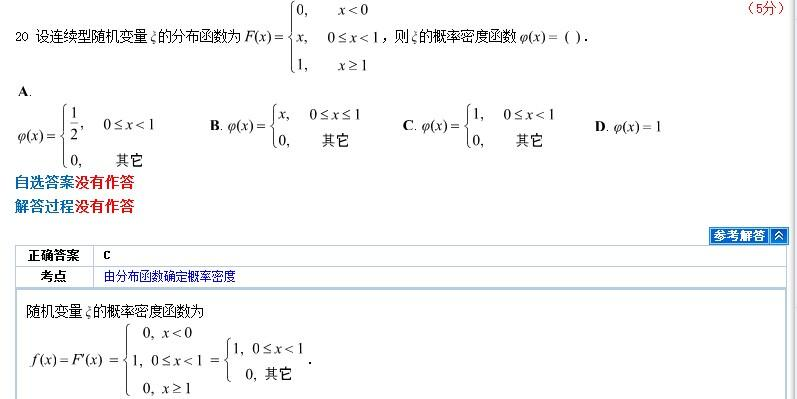 （5分）
20 设连续型随机变量 ξ 的分布函数为 F(x) = { 0, x < 0
x, 0 ≤ x < 1
1, x ≥ 1 ，则 ξ 的概率密度函数 φ(x) = ( ) .
A. φ(x) = { 1/2, 0 ≤ x < 1
0, 其它
B. φ(x) = { x, 0 ≤ x ≤ 1
0, 其它
C. φ(x) = { 1, 0 ≤ x < 1
0, 其它
D. φ(x) = 1
自选答案没有作答
解答过程没有作答
参考解答
正确答案 C
考点 由分布函数确定概率密度
随机变量 ξ 的概率密度函数为
f(x) = F′(x) = { 0, x < 0
1, 0 ≤ x < 1
0, x ≥ 1
= { 1, 0 ≤ x < 1
0, 其它 .